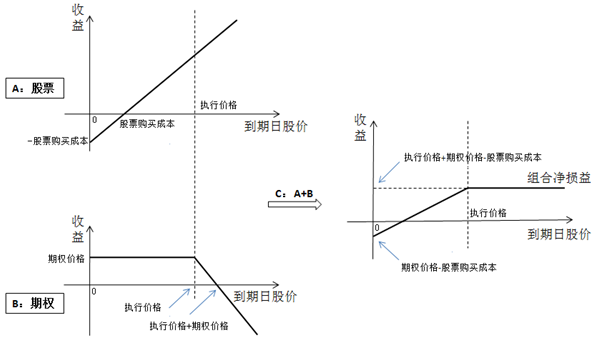 收
益
A：股票
0
执行价格
股票购买成本
到期日股价
-股票购买成本
C：A+B
收
益
执行价格+期权价格-股票购买成本
组合净损益
执行价格
0
到期日股价
期权价格-股票购买成本
收
益
期权价格
0
到期日股价
B：期权
执行价格
执行价格+期权价格